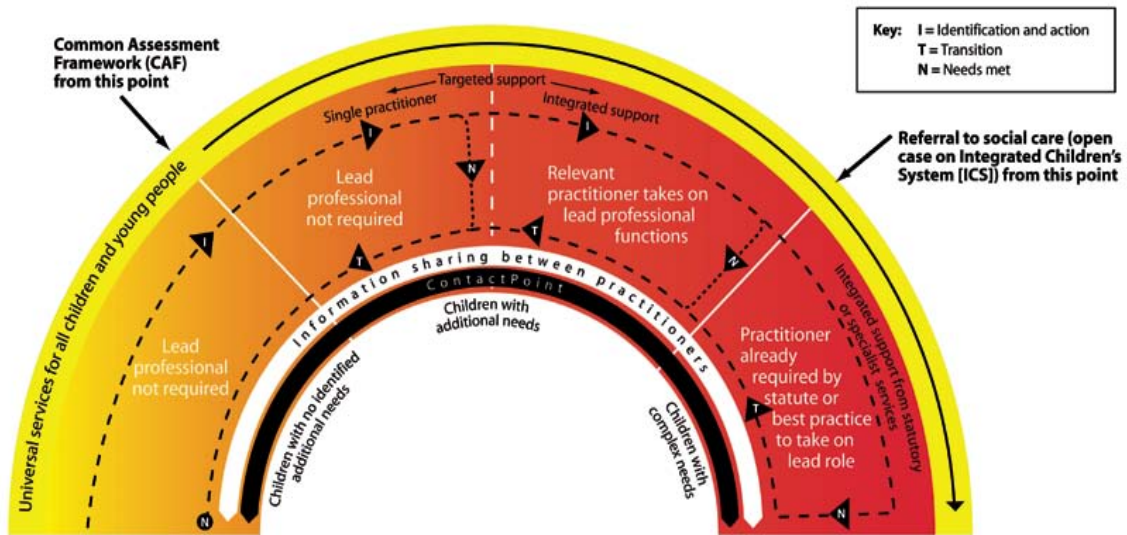 Common Assessment
Framework (CAF)
from this point
Key: I = Identification and action
T = Transition
N = Needs met
Targeted support
Single practitioner
Integrated support
Referral to social care (open
case on Integrated Children's
System [ICS]) from this point
Universal services for all children and young people
I
I
I
Lead
professional
not required
N
Relevant
practitioner takes on
lead professional
functions
T
T
N
Information sharing between practitioners
ContactPoint
Children with
additional needs
Lead
professional
not required
Integrated support from statutory
or specialist services
Practitioner
already
required by
statute or
best practice
to take on
lead role
T
Children with no identified
additional needs
Children with
complex needs
N
N